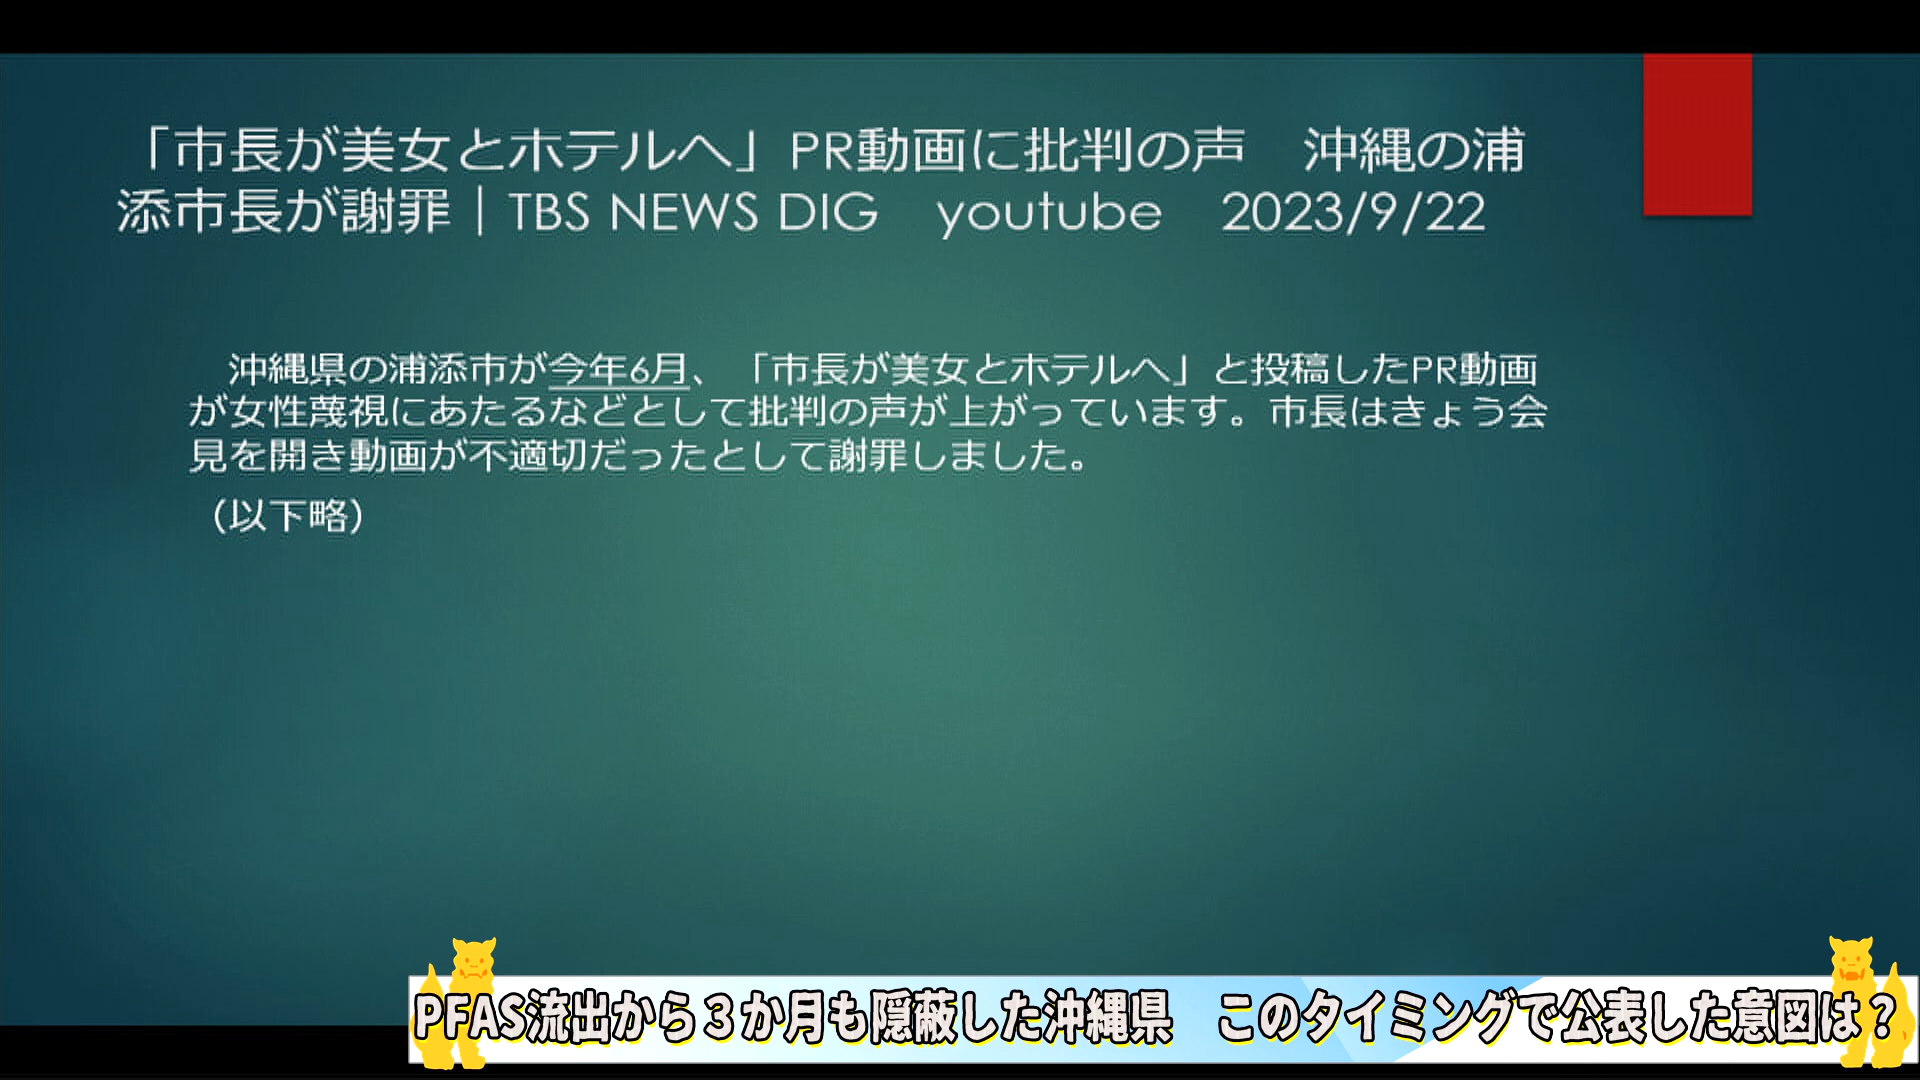 「市長が美女とホテルへ」PR動画に批判の声　沖縄の浦
添市長が謝罪｜TBS NEWS DIG　youtube　2023/9/22
沖縄県の浦添市が今年6月、「市長が美女とホテルへ」と投稿したPR動画
が女性蔑視にあたるなどとして批判の声が上がっています。市長はきょう会
見を開き動画が不適切だったとして謝罪しました。
（以下略）
PFAS流出から３か月も隠蔽した沖縄県　このタイミングで公表した意図は？